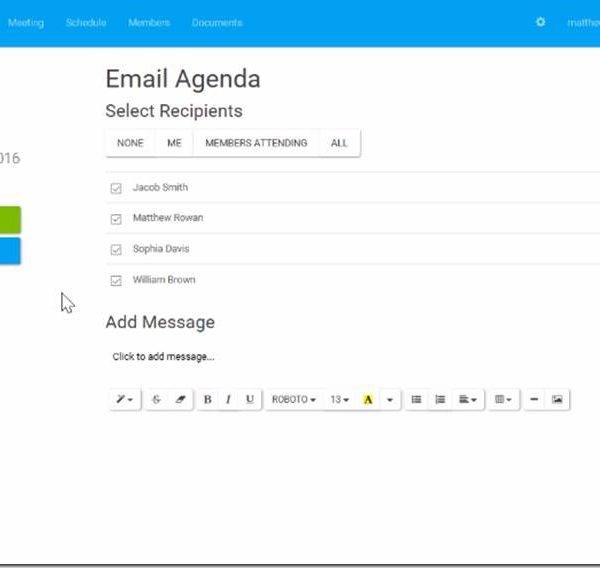 Meeting Schedule Members Documents matthew
Email Agenda
Select Recipients
016
NONE ME MEMBERS ATTENDING ALL
Jacob Smith
Matthew Rowan
Sophia Davis
William Brown
Add Message
Click to add message...
S B I U ROBOTO 13 A